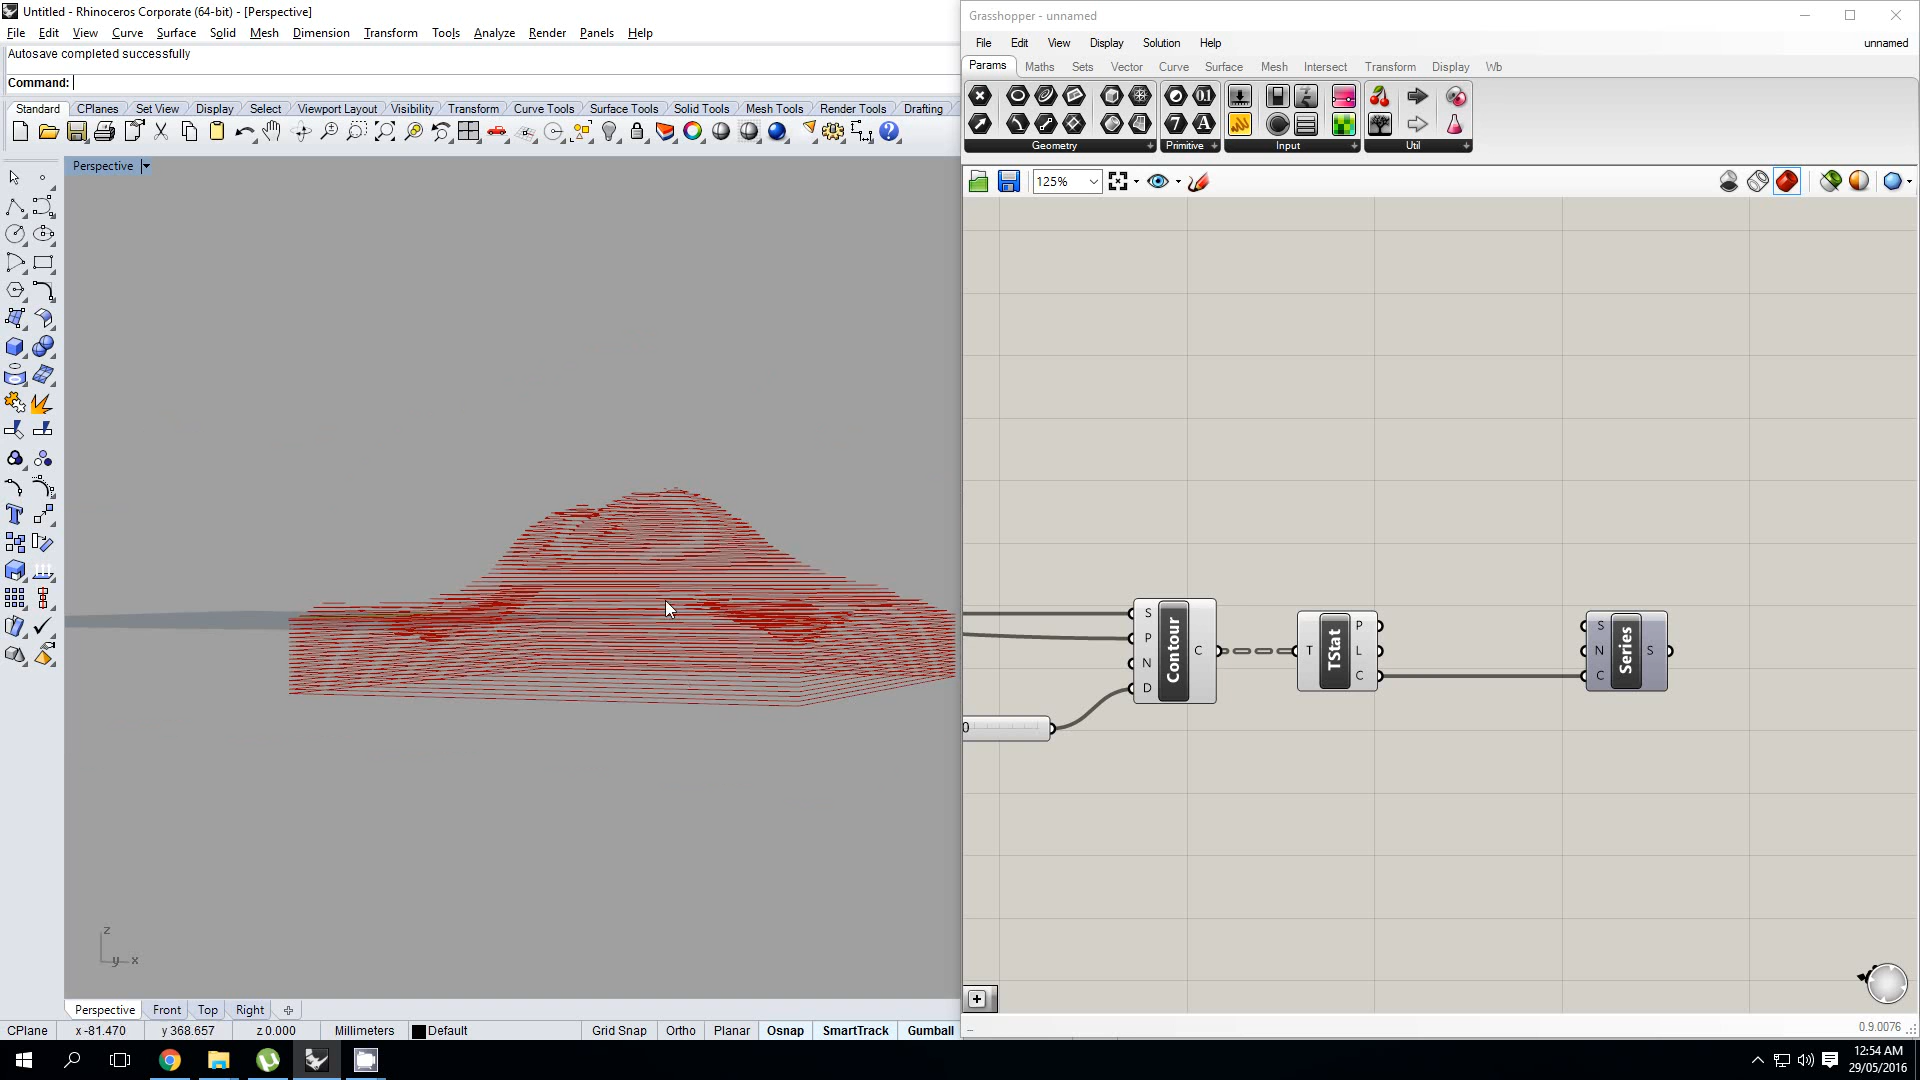 Untitled - Rhinoceros Corporate (64-bit) - [Perspective]
File Edit View Curve Surface Solid Mesh Dimension Transform Tools Analyze Render Panels Help
Autosave completed successfully
Command:
Standard CPlanes Set View Display Select Viewport Layout Visibility Transform Curve Tools Surface Tools Solid Tools Mesh Tools Render Tools Drafting
Perspective
z
y x
Perspective Front Top Right
CPlane x -81.470 y 368.657 z 0.000 Millimeters Default Grid Snap Ortho Planar Osnap SmartTrack Gumball
Grasshopper - unnamed
File Edit View Display Solution Help unnamed
Params Maths Sets Vector Curve Surface Mesh Intersect Transform Display Wb
Geometry Primitive Input Util
125%
S P N D Contour C
0
T TStat P L C
S N C Series S
0.9.0076
12:54 AM
29/05/2016